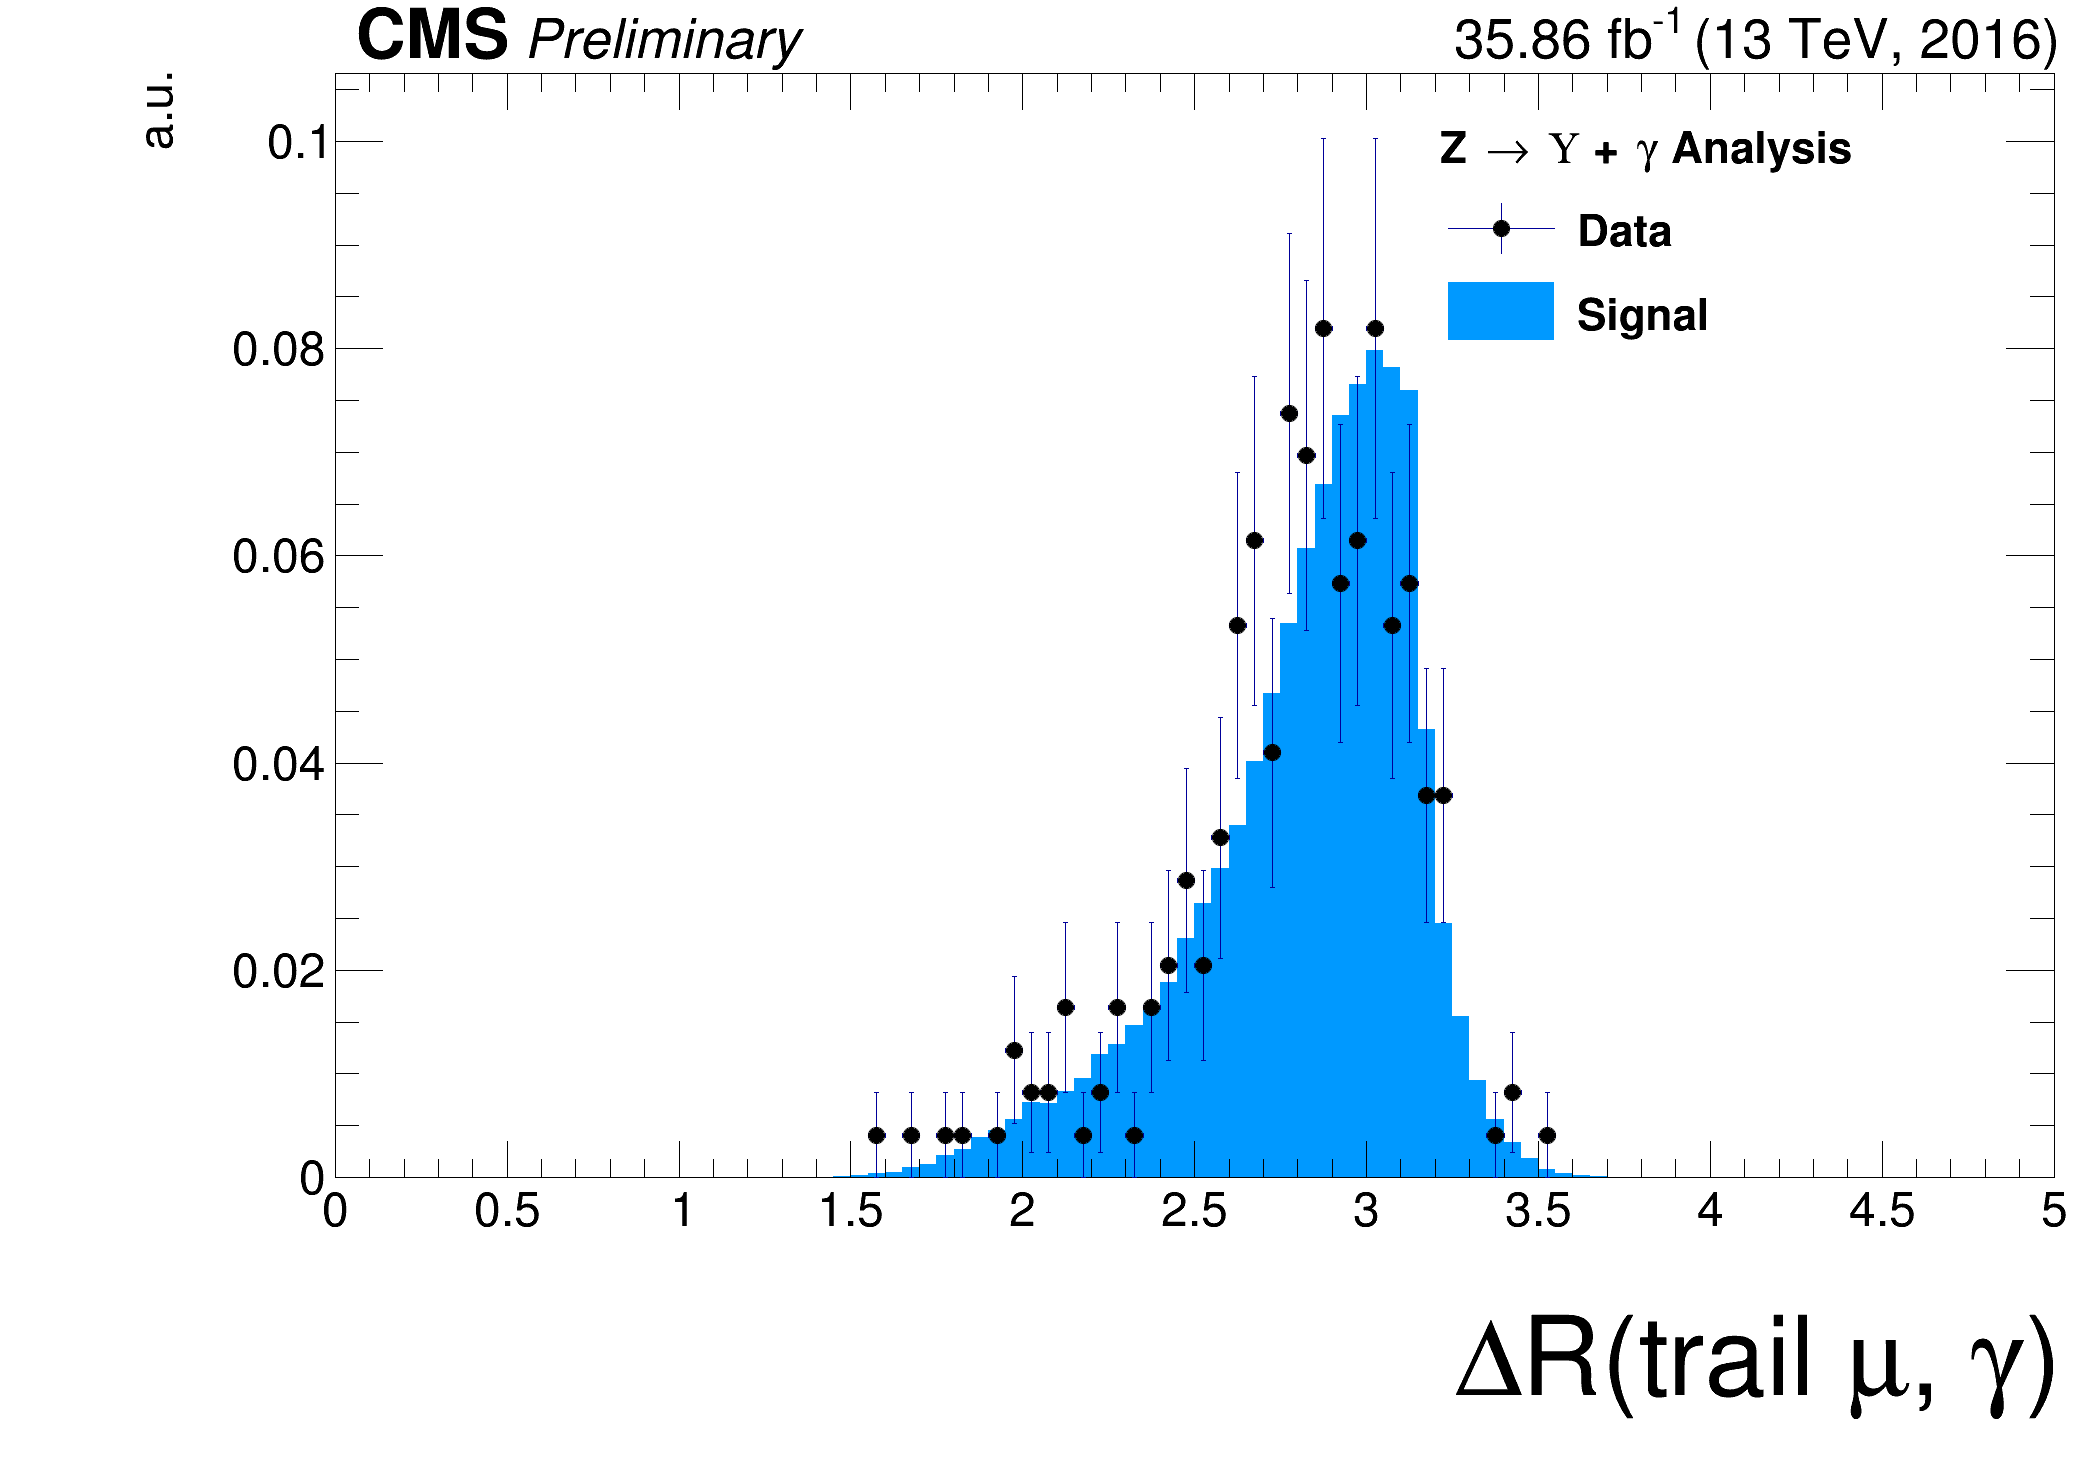 CMS Preliminary
35.86 fb⁻¹ (13 TeV, 2016)
a.u.
Z → Υ + γ Analysis
Data
Signal
0.1
0.08
0.06
0.04
0.02
0
0 0.5 1 1.5 2 2.5 3 3.5 4 4.5 5
ΔR(trail μ, γ)